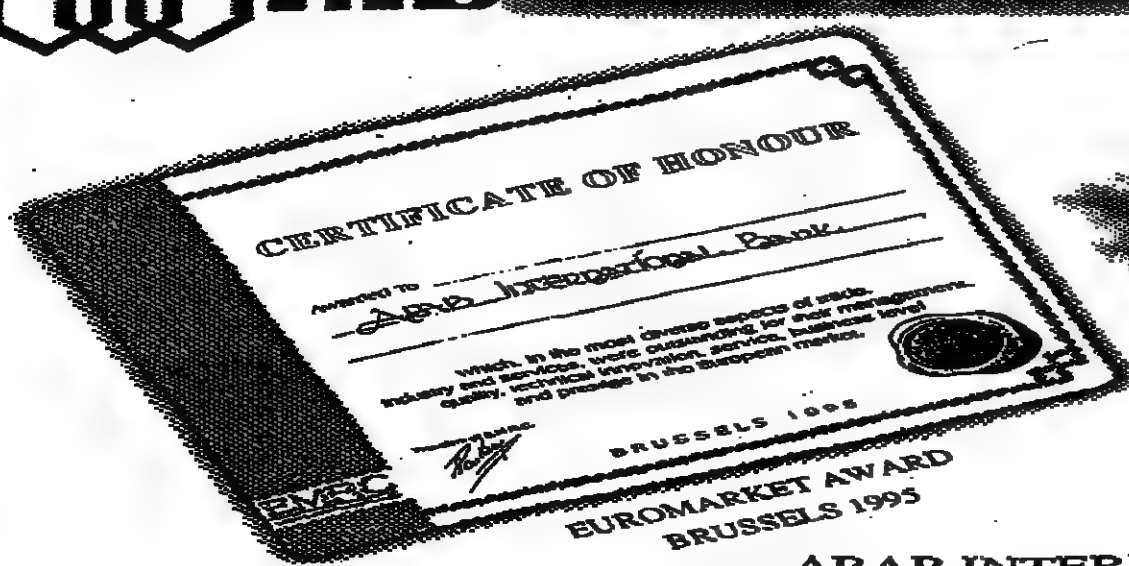 CERTIFICATE OF HONOUR
Awarded To
Arab International Bank.
which, in the most diverse aspects of trade,
industry and services, were outstanding for their management,
quality, technical innovation, service, business level
and prestige in the European market.
BRUSSELS 1995
EMRC
EUROMARKET AWARD
BRUSSELS 1995
ARAB